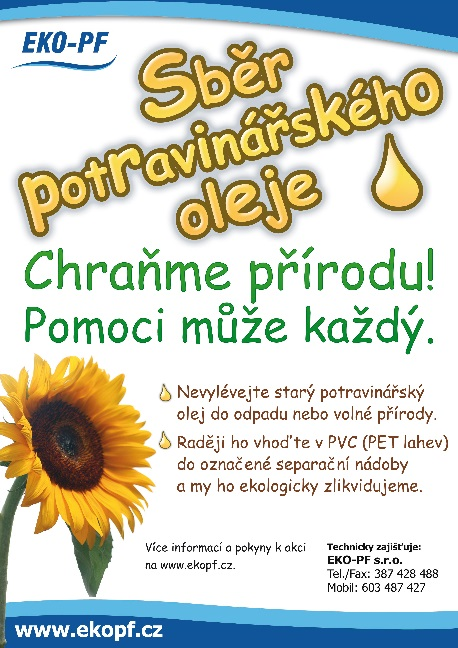 EKO-PF
Sběr
potravinářského
oleje
Chraňme přírodu!
Pomoci může každý.
Nevylévejte starý potravinářský
olej do odpadu nebo volné přírody.
Raději ho vhoďte v PVC (PET lahev)
do označené separační nádoby
a my ho ekologicky zlikvidujeme.
Více informací a pokyny k akci
na www.ekopf.cz.
Technicky zajišťuje:
EKO-PF s.r.o.
Tel./Fax: 387 428 488
Mobil: 603 487 427
www.ekopf.cz